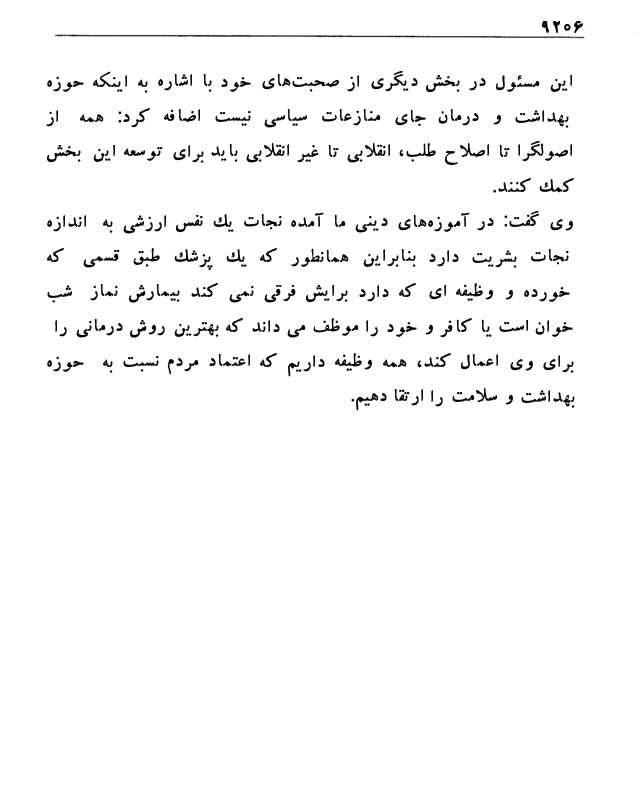 ۹۲۰۶
این مسئول در بخش دیگری از صحبت‌های خود با اشاره به اینکه حوزه
بهداشت و درمان جای منازعات سیاسی نیست اضافه کرد: همه از
اصولگرا تا اصلاح طلب، انقلابی تا غیر انقلابی باید برای توسعه این بخش
کمك کنند.
وی گفت: در آموزه‌های دینی ما آمده نجات یك نفس ارزشی به اندازه
نجات بشریت دارد بنابراین همانطور که یك پزشك طبق قسمی که
خورده و وظیفه ای که دارد برایش فرقی نمی کند بیمارش نماز شب
خوان است یا کافر و خود را موظف می داند که بهترین روش درمانی را
برای وی اعمال کند، همه وظیفه داریم که اعتماد مردم نسبت به حوزه
بهداشت و سلامت را ارتقا دهیم.